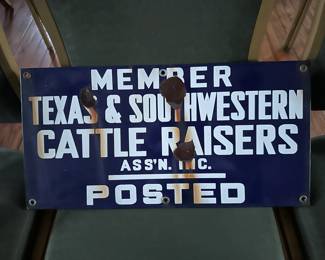 MEMBER
TEXAS & SOUTHWESTERN
CATTLE RAISERS
ASS'N. INC.
POSTED